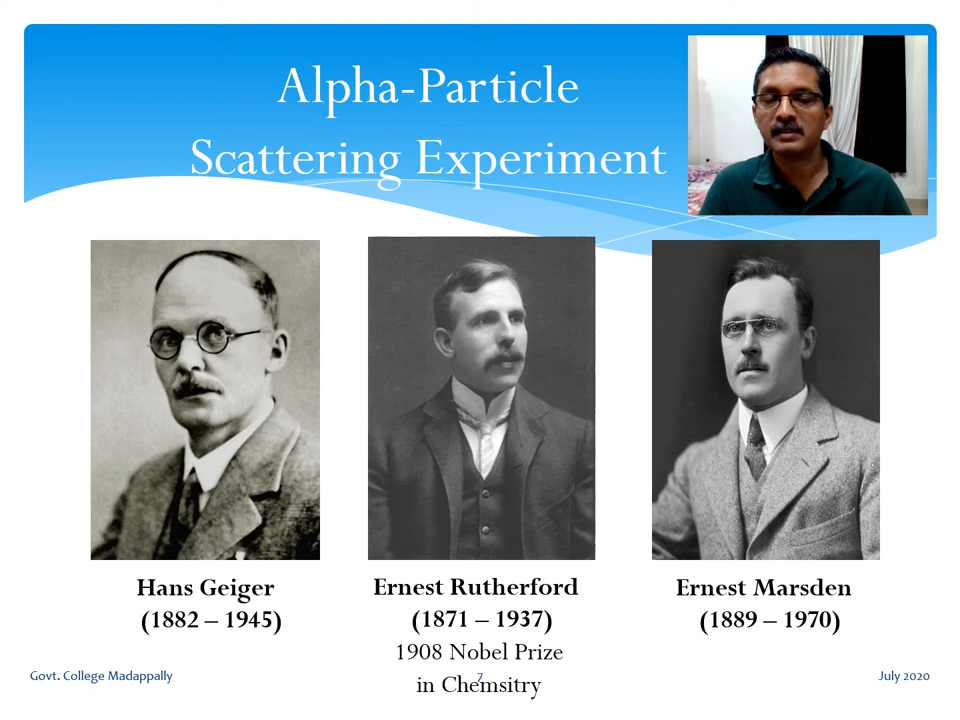 Alpha-Particle
Scattering Experiment
Hans Geiger
(1882 – 1945)
Ernest Rutherford
(1871 – 1937)
1908 Nobel Prize
in Chemsitry
Ernest Marsden
(1889 – 1970)
Govt. College Madappally
7
July 2020